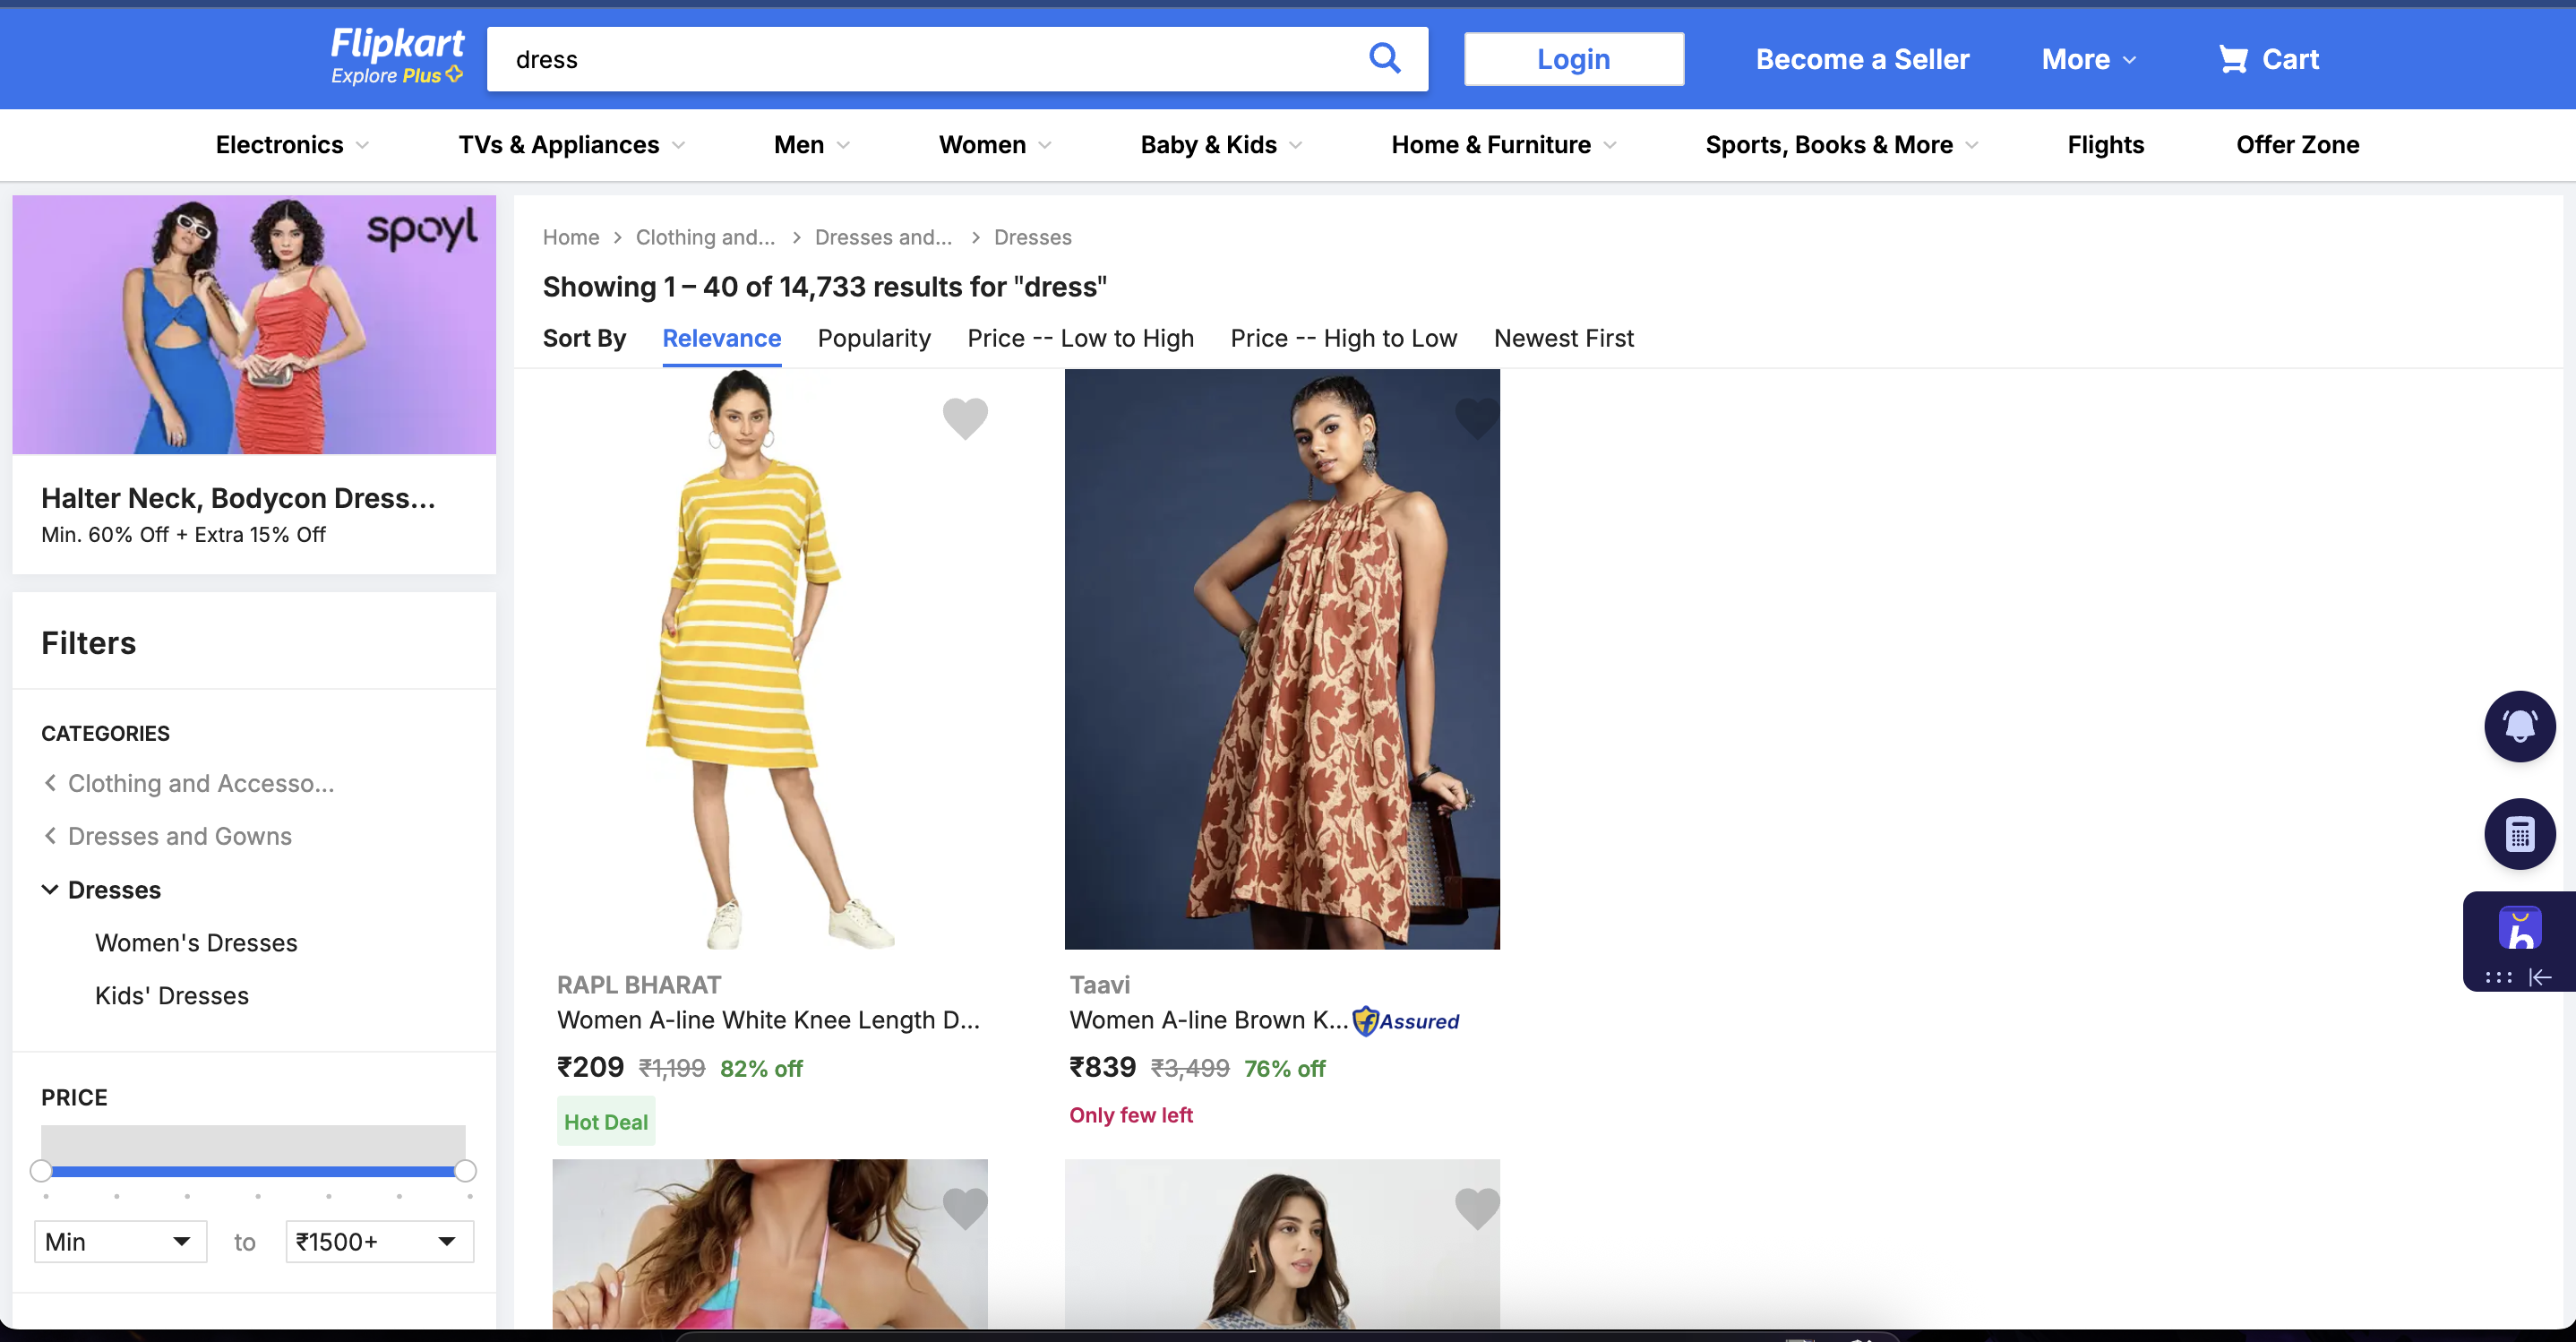 Flipkart
Explore Plus
dress
Login
Become a Seller
More
Cart
Electronics
TVs & Appliances
Men
Women
Baby & Kids
Home & Furniture
Sports, Books & More
Flights
Offer Zone
spoyl
Halter Neck, Bodycon Dress...
Min. 60% Off + Extra 15% Off
Filters
CATEGORIES
Clothing and Accesso...
Dresses and Gowns
Dresses
Women's Dresses
Kids' Dresses
PRICE
Min to ₹1500+
Home > Clothing and... > Dresses and... > Dresses
Showing 1 – 40 of 14,733 results for "dress"
Sort By Relevance Popularity Price -- Low to High Price -- High to Low Newest First
RAPL BHARAT
Women A-line White Knee Length D...
₹209 ₹1,199 82% off
Hot Deal
Taavi
Women A-line Brown K... Assured
₹839 ₹3,499 76% off
Only few left